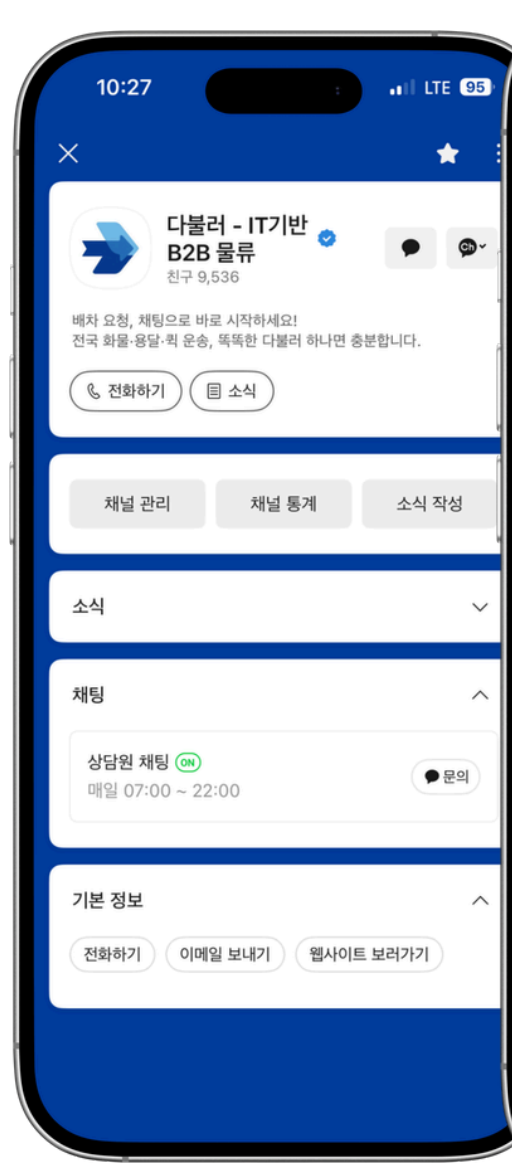 10:27
LTE 95
다불러 - IT기반
B2B 물류
친구 9,536
Ch
배차 요청, 채팅으로 바로 시작하세요!
전국 화물·용달·퀵 운송, 똑똑한 다불러 하나면 충분합니다.
전화하기
소식
채널 관리
채널 통계
소식 작성
소식
채팅
상담원 채팅 ON
매일 07:00 ~ 22:00
문의
기본 정보
전화하기
이메일 보내기
웹사이트 보러가기